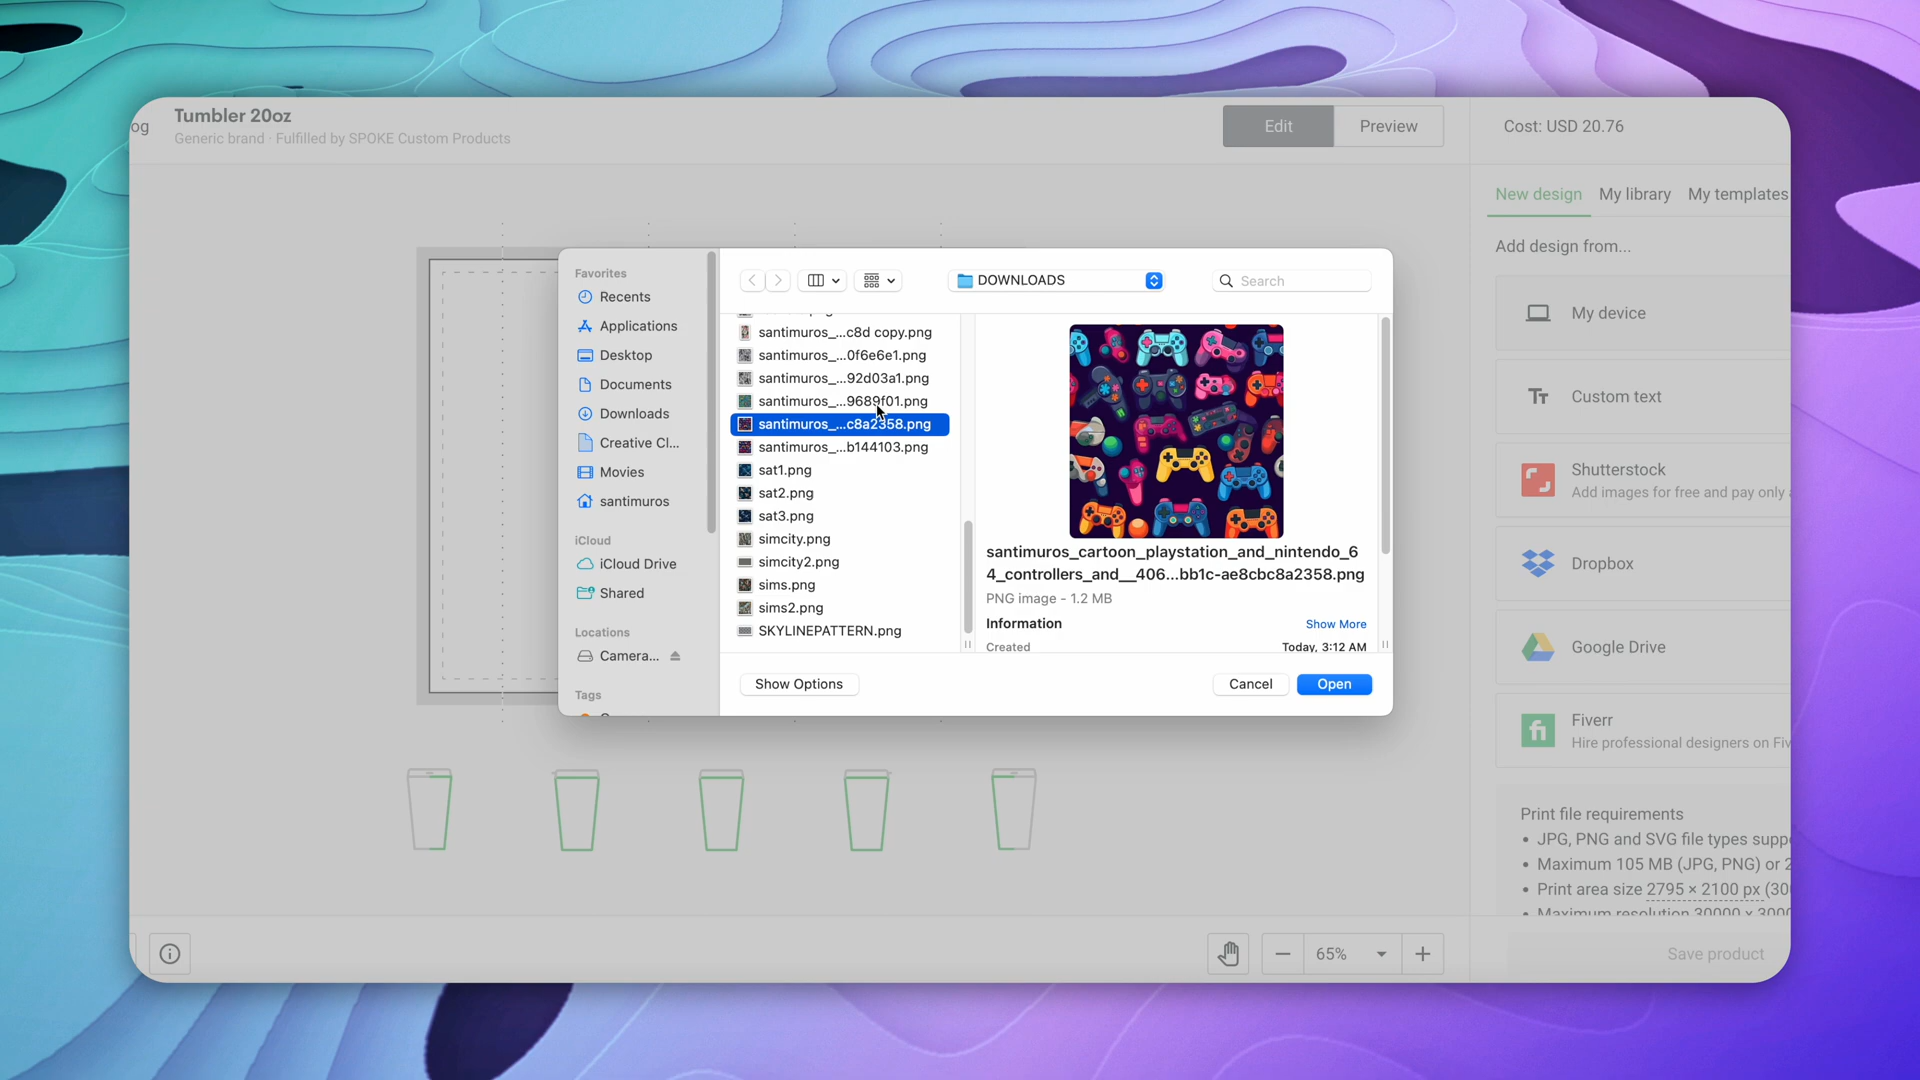 og
Tumbler 20oz
Generic brand · Fulfilled by SPOKE Custom Products
Edit
Preview
Cost: USD 20.76
New design
My library
My templates
Add design from...
My device
Custom text
Shutterstock
Add images for free and pay only
Dropbox
Google Drive
Fiverr
Hire professional designers on Fiv
Print file requirements
• JPG, PNG and SVG file types supp
• Maximum 105 MB (JPG, PNG) or 2
• Print area size 2795 × 2100 px (30
• Maximum resolution 30000 x 3000
Save product
65%
Favorites
Recents
Applications
Desktop
Documents
Downloads
Creative Cl...
Movies
santimuros
iCloud
iCloud Drive
Shared
Locations
Camera...
Tags
DOWNLOADS
Search
santimuros_...c8d copy.png
santimuros_...0f6e6e1.png
santimuros_...92d03a1.png
santimuros_...9689f01.png
santimuros_...c8a2358.png
santimuros_...b144103.png
sat1.png
sat2.png
sat3.png
simcity.png
simcity2.png
sims.png
sims2.png
SKYLINEPATTERN.png
santimuros_cartoon_playstation_and_nintendo_6
4_controllers_and__406...bb1c-ae8cbc8a2358.png
PNG image - 1.2 MB
Information
Show More
Created
Today, 3:12 AM
Show Options
Cancel
Open